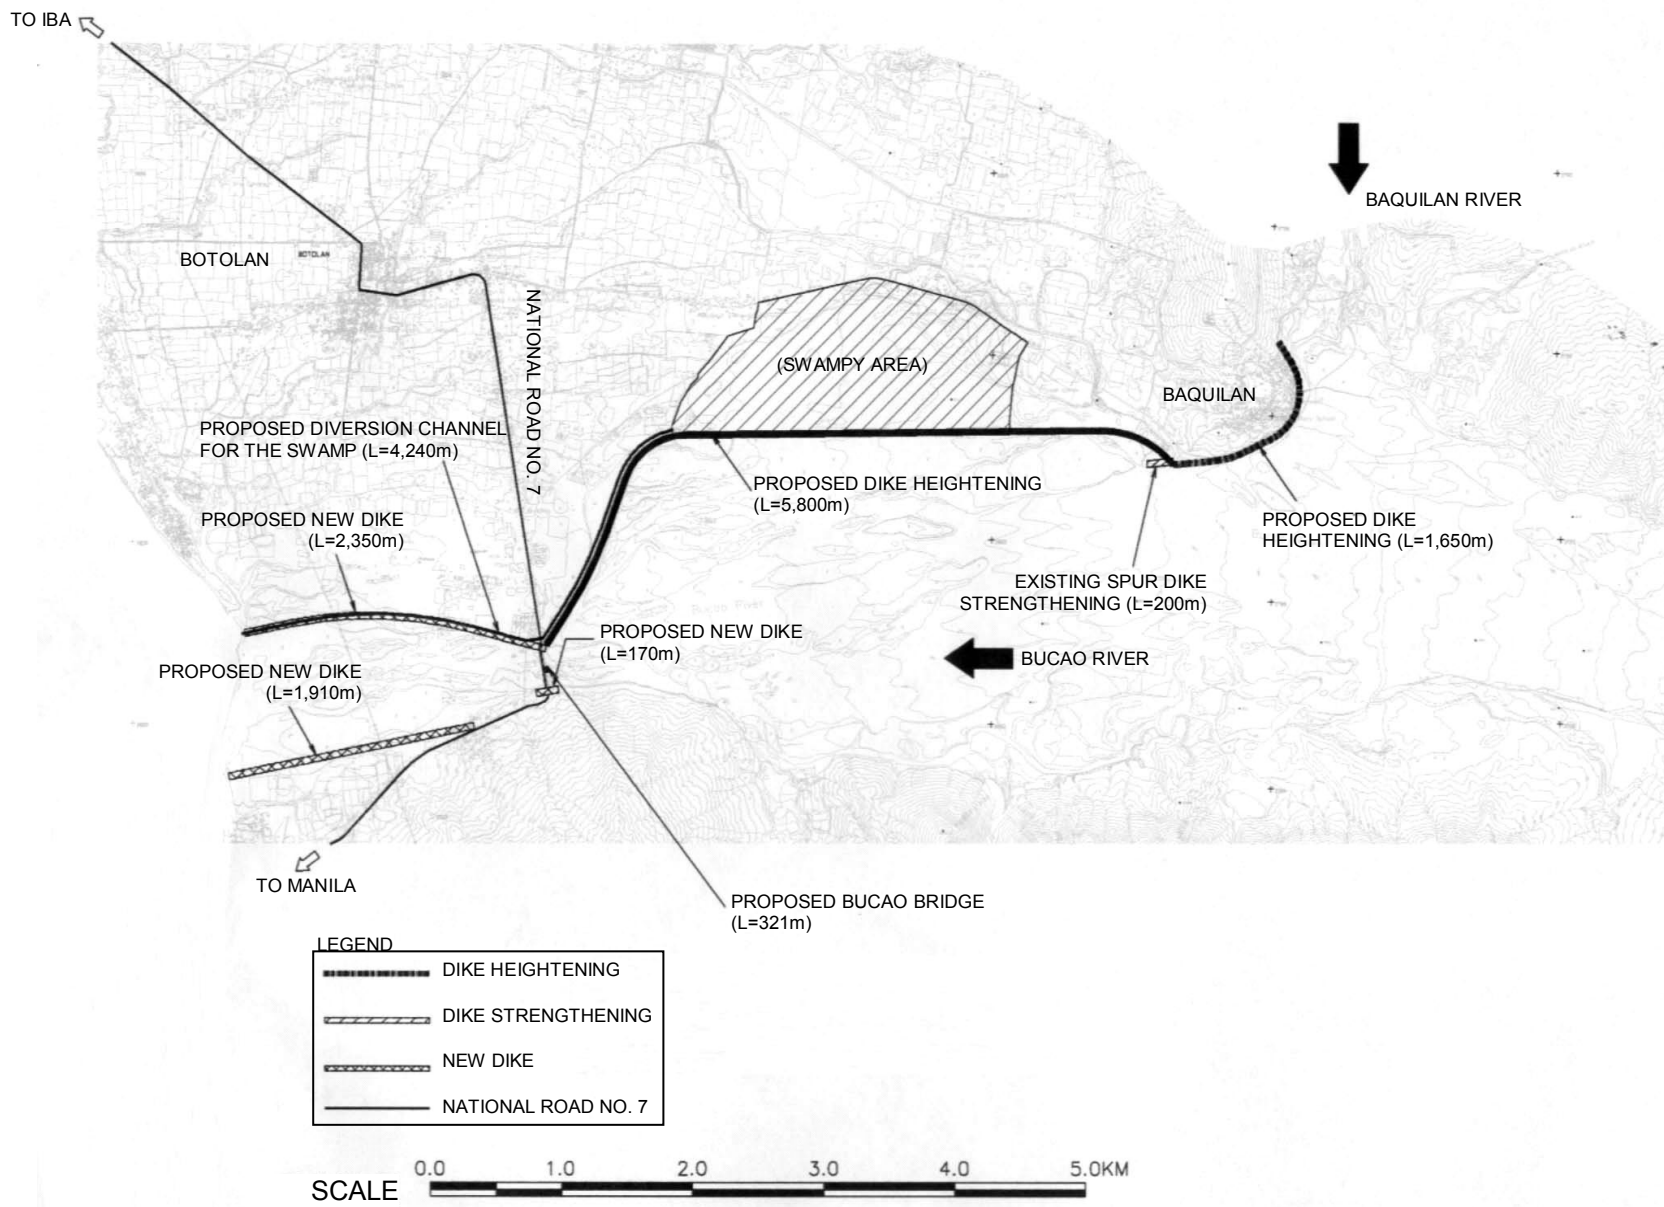 TO IBA
BAQUILAN RIVER
BOTOLAN
BOTOLAN
NATIONAL ROAD NO. 7
(SWAMPY AREA)
BAQUILAN
PROPOSED DIVERSION CHANNEL
FOR THE SWAMP (L=4,240m)
PROPOSED DIKE HEIGHTENING
(L=5,800m)
PROPOSED NEW DIKE
(L=2,350m)
PROPOSED DIKE
HEIGHTENING (L=1,650m)
EXISTING SPUR DIKE
STRENGTHENING (L=200m)
Bucao River
PROPOSED NEW DIKE
(L=170m)
BUCAO RIVER
PROPOSED NEW DIKE
(L=1,910m)
TO MANILA
PROPOSED BUCAO BRIDGE
(L=321m)
LEGEND
DIKE HEIGHTENING
DIKE STRENGTHENING
NEW DIKE
NATIONAL ROAD NO. 7
0.0 1.0 2.0 3.0 4.0 5.0KM
SCALE